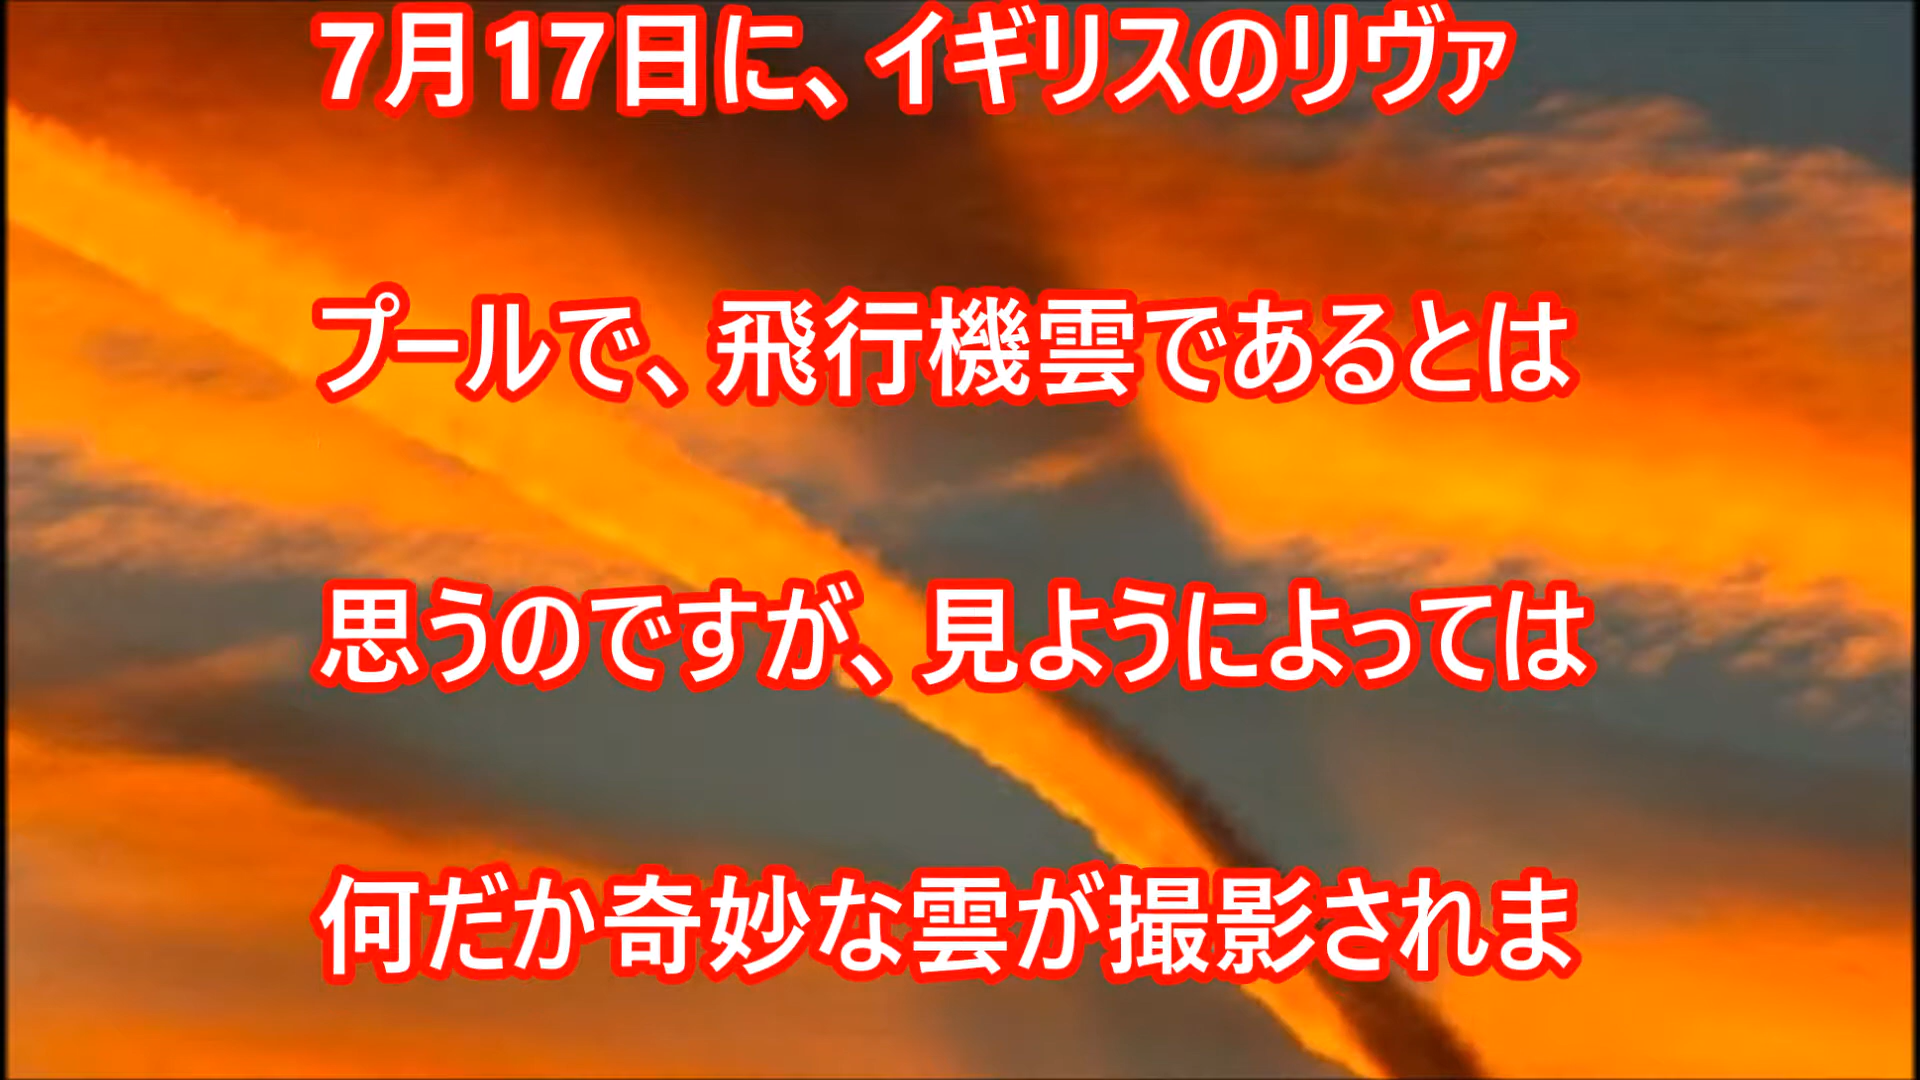 7月17日に、イギリスのリヴァ
プールで、飛行機雲であるとは
思うのですが、見ようによっては
何だか奇妙な雲が撮影されま